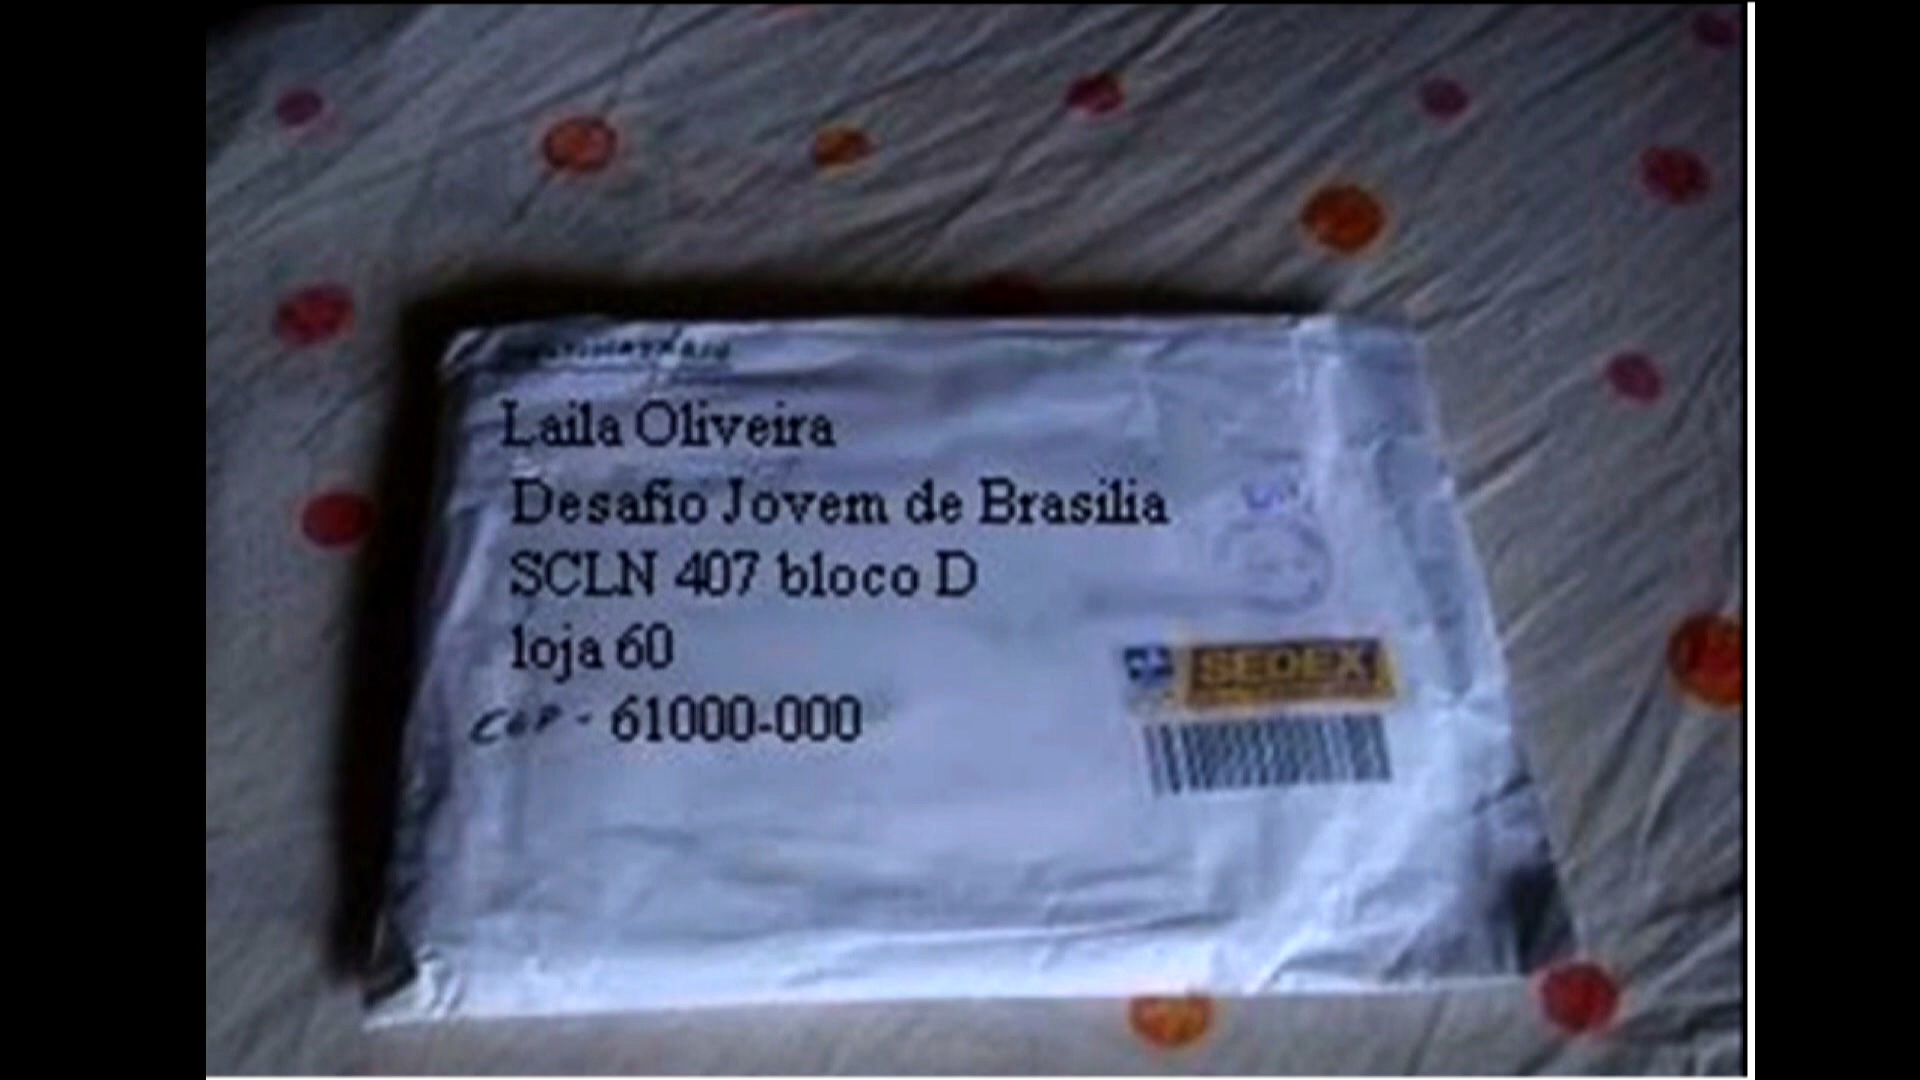 Laila Oliveira
Desafio Jovem de Brasilia
SCLN 407 bloco D
loja 60
CEP - 61000-000
SEDEX